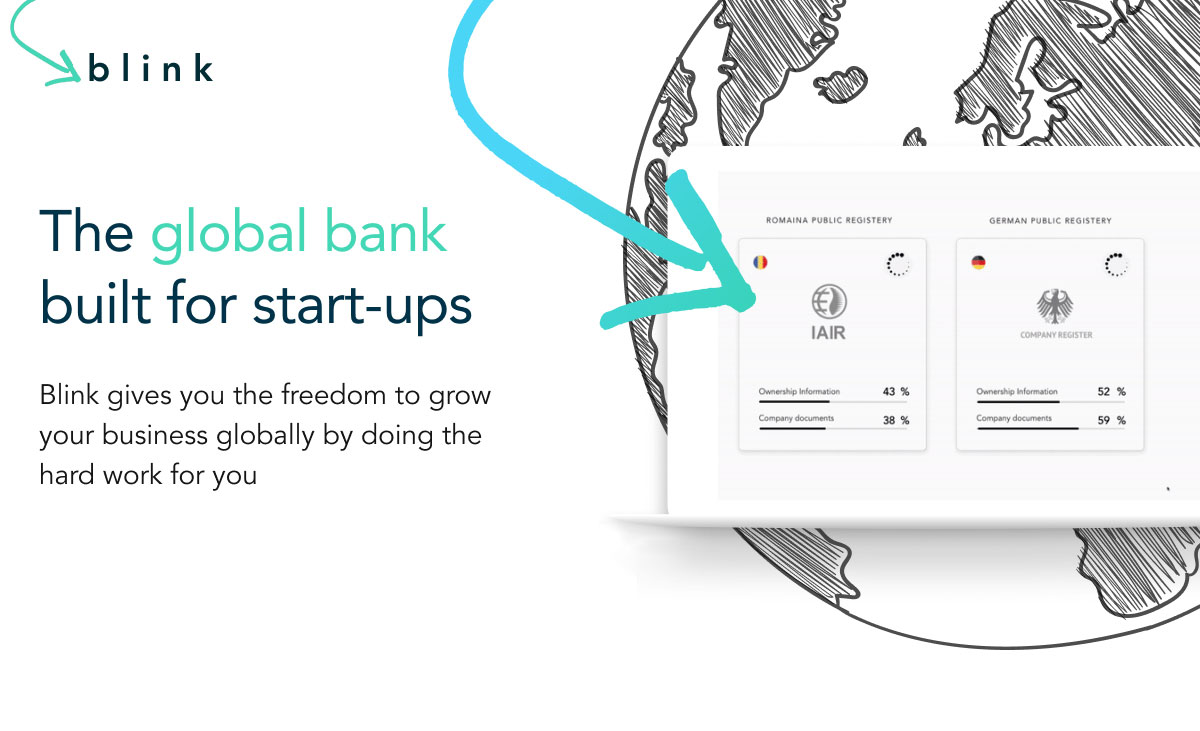 blink
The global bank
built for start-ups
Blink gives you the freedom to grow
your business globally by doing the
hard work for you
ROMAINA PUBLIC REGISTERY
IAIR
Ownership Information 43 %
Company documents 38 %
GERMAN PUBLIC REGISTERY
COMPANY REGISTER
Ownership Information 52 %
Company documents 59 %